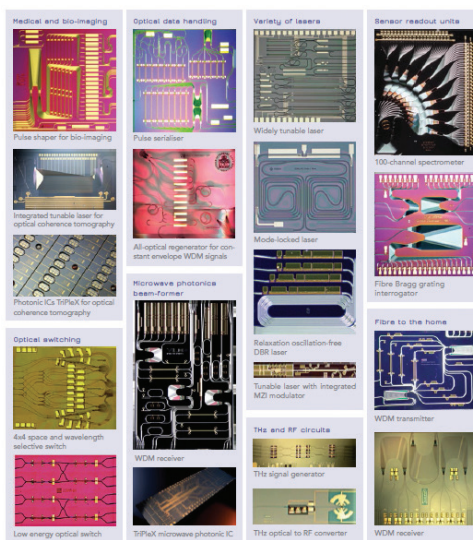 Medical and bio-imaging
Pulse shaper for bio-imaging
Integrated tunable laser for
optical coherence tomography
Photonic ICs TriPleX for optical
coherence tomography
Optical switching
4x4 space and wavelength
selective switch
Low energy optical switch
Optical data handling
Pulse serialiser
All-optical regenerator for con-
stant envelope WDM signals
Microwave photonics
beam-former
WDM receiver
TriPleX microwave photonic IC
Variety of lasers
Widely tunable laser
Mode-locked laser
Relaxation oscillation-free
DBR laser
Tunable laser with integrated
MZI modulator
THz and RF circuits
THz signal generator
THz optical to RF converter
Sensor readout units
100-channel spectrometer
Fibre Bragg grating
interrogator
Fibre to the home
WDM transmitter
WDM receiver